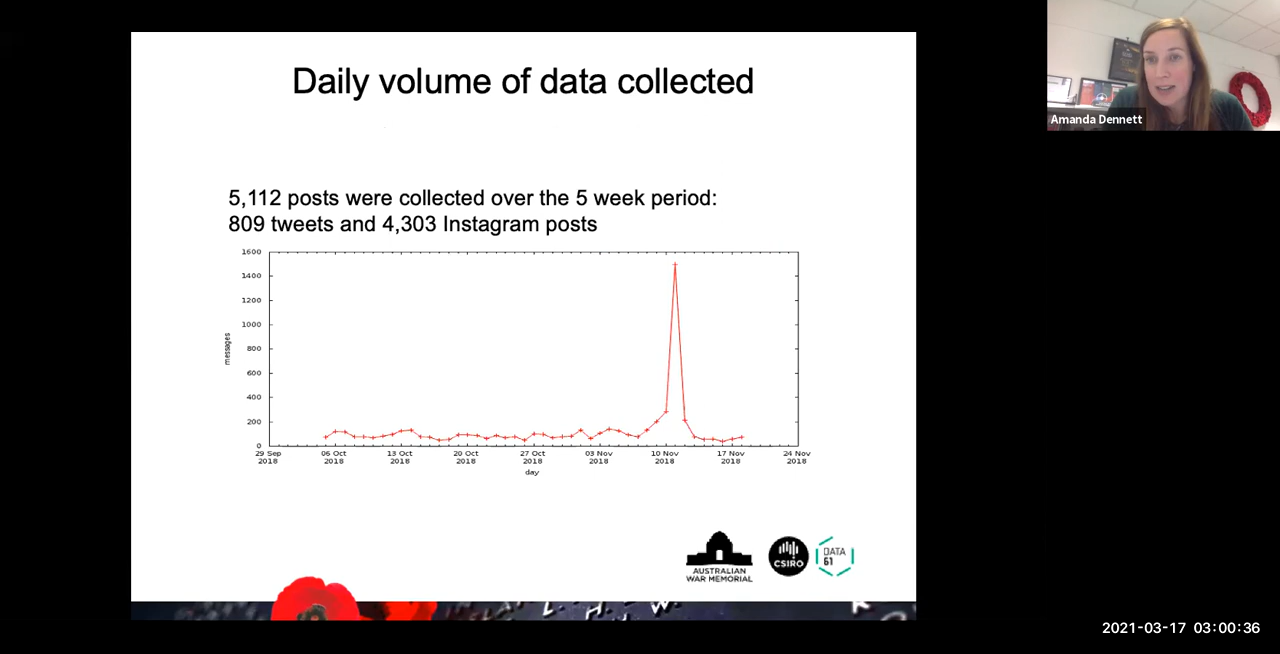 Daily volume of data collected
Amanda Dennett
5,112 posts were collected over the 5 week period:
809 tweets and 4,303 Instagram posts
1600
1400
1200
1000
800
600
400
200
0
messages
29 Sep 06 Oct 13 Oct 20 Oct 27 Oct 03 Nov 10 Nov 17 Nov 24 Nov
2018 2018 2018 2018 2018 2018 2018 2018 2018
day
AUSTRALIAN
WAR MEMORIAL
CSIRO
DATA
61
L. H. W.
2021-03-17 03:00:36